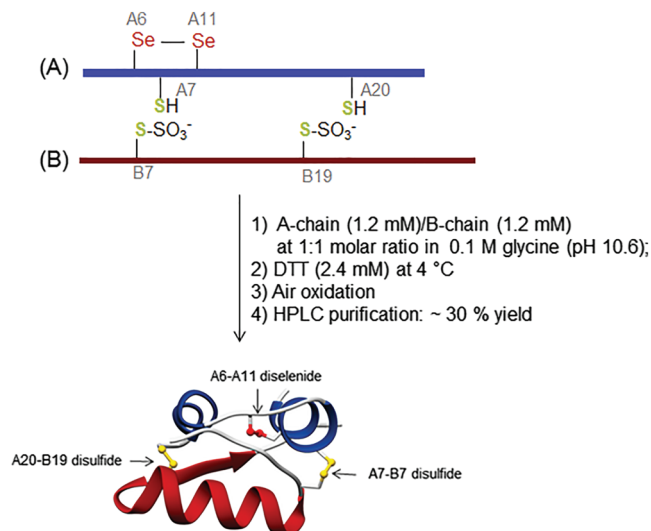 A6 A11
Se — Se
(A)
A7 A20
SH SH
S-SO₃⁻ S-SO₃⁻
(B)
B7 B19
1) A-chain (1.2 mM)/B-chain (1.2 mM)
at 1:1 molar ratio in 0.1 M glycine (pH 10.6);
2) DTT (2.4 mM) at 4 °C
3) Air oxidation
4) HPLC purification: ~ 30 % yield
A6-A11 diselenide
A20-B19 disulfide
A7-B7 disulfide